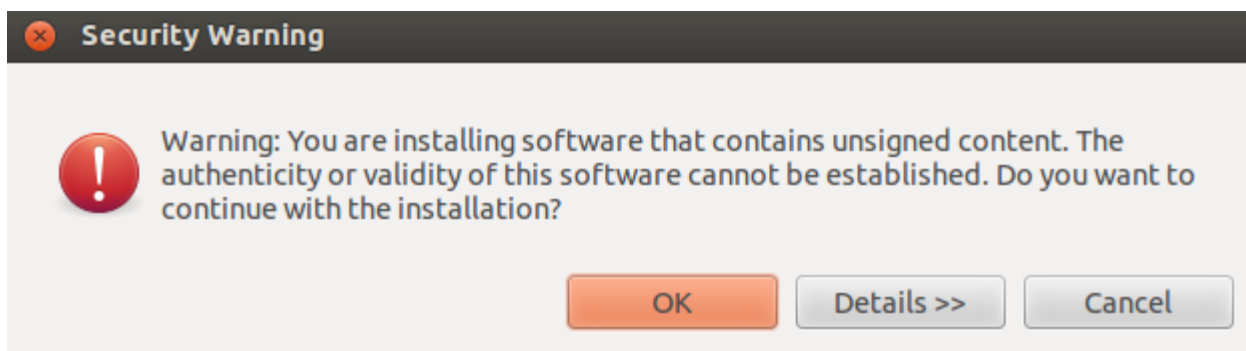 Security Warning
Warning: You are installing software that contains unsigned content. The
authenticity or validity of this software cannot be established. Do you want to
continue with the installation?
OK Details >> Cancel